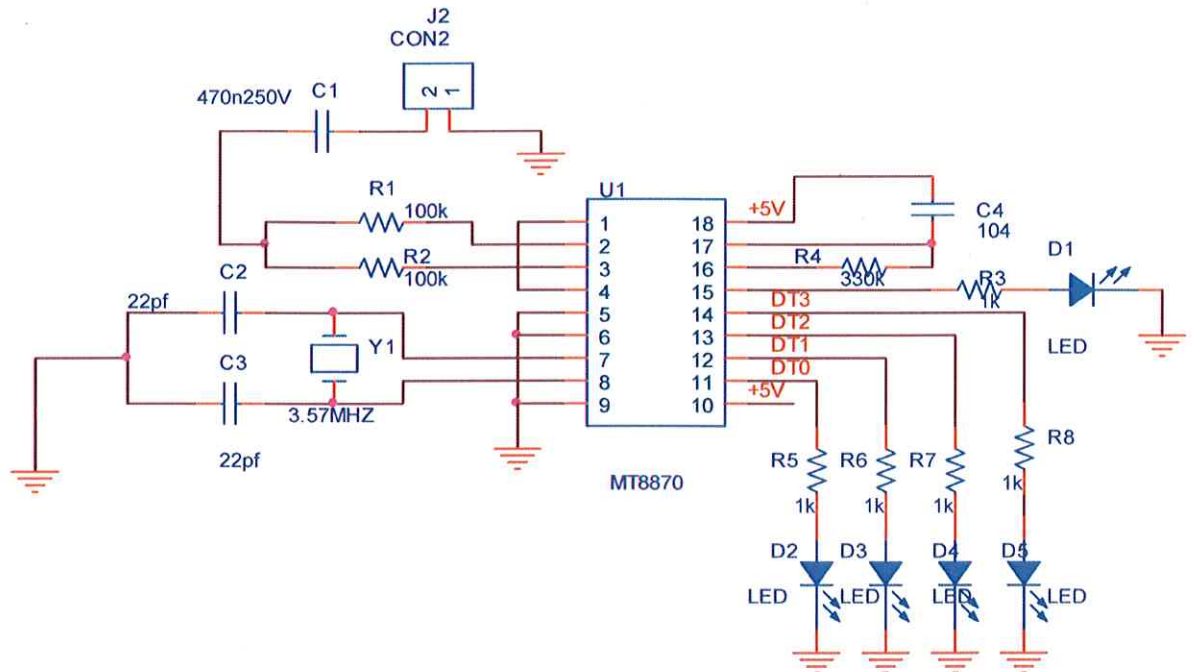 J2
CON2
470n250V
C1
2
1
R1
100k
R2
100k
C2
22pf
C3
22pf
Y1
3.57MHZ
U1
1
2
3
4
5
6
7
8
9
18
17
16
15
14
13
12
11
10
MT8870
+5V
C4
104
R4
330k
R3
1k
D1
LED
DT3
DT2
DT1
DT0
+5V
R5
1k
R6
1k
R7
1k
R8
1k
D2
LED
D3
LED
D4
LED
D5
LED